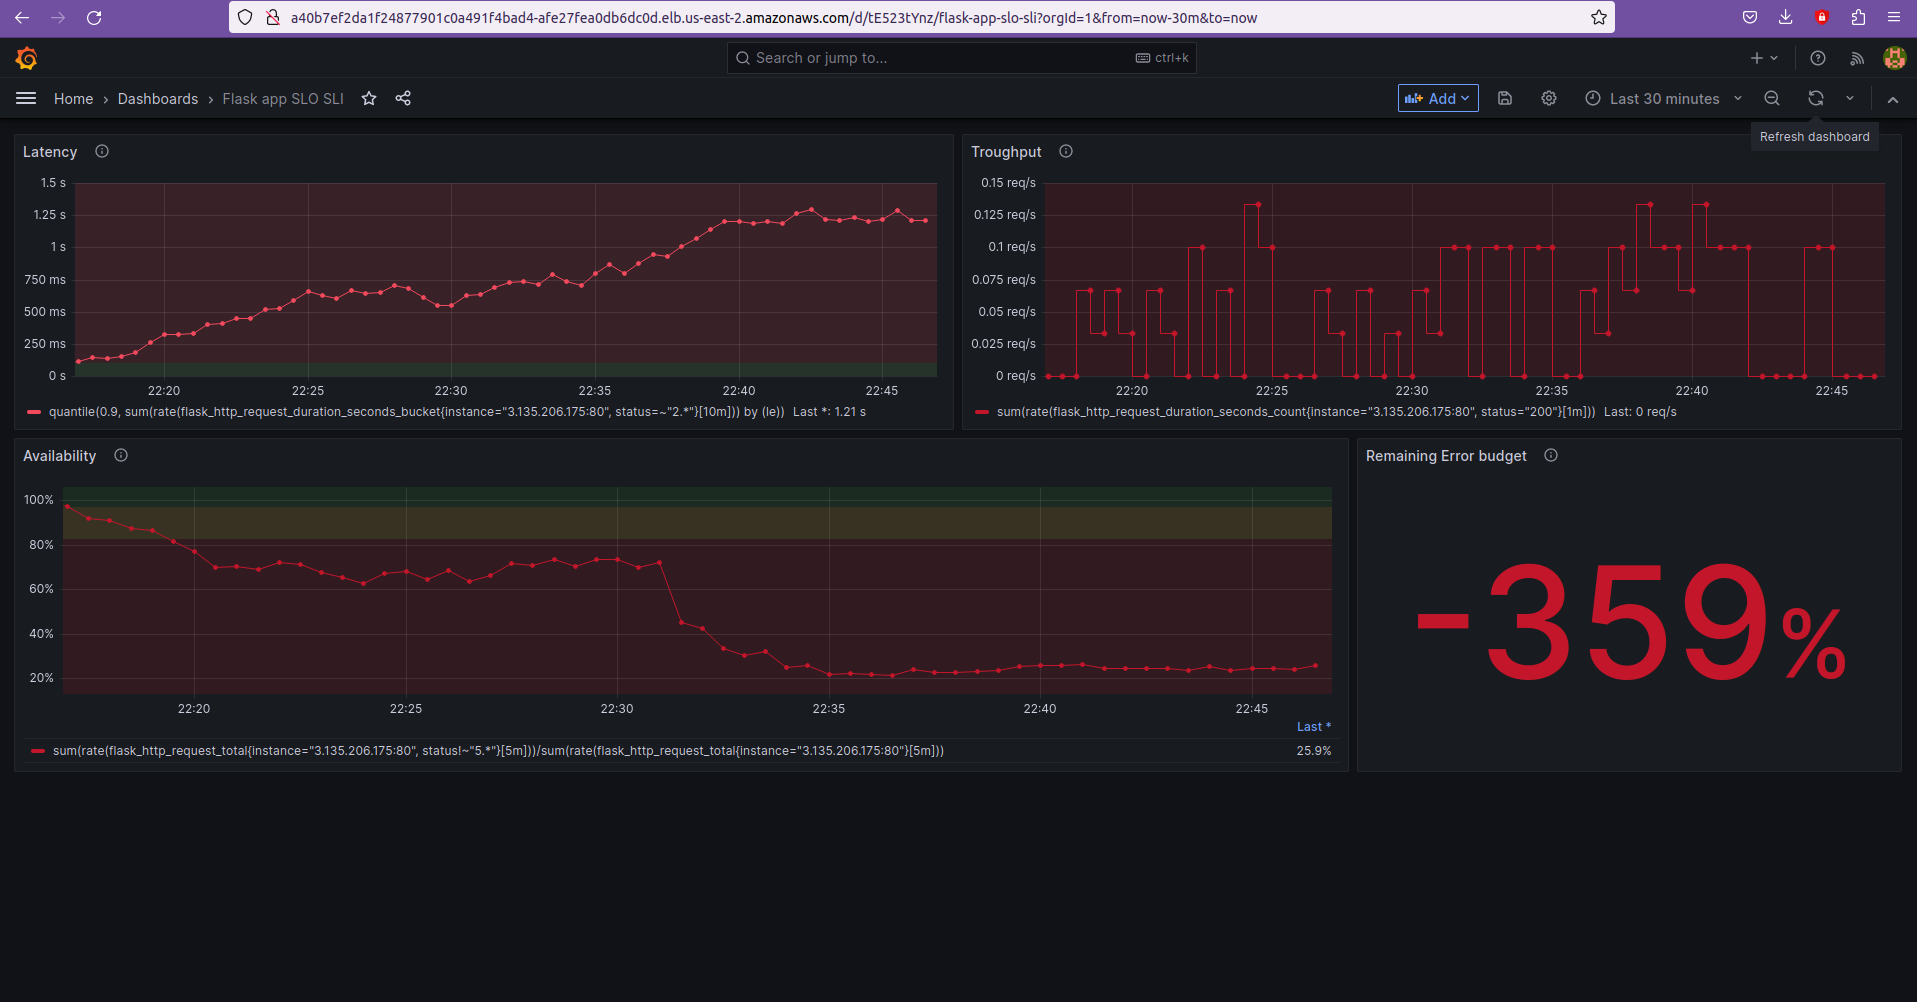 a40b7ef2da1f24877901c0a491f4bad4-afe27fea0db6dc0d.elb.us-east-2.amazonaws.com/d/tE523tYnz/flask-app-slo-sli?orgId=1&from=now-30m&to=now
Search or jump to...
ctrl+k
Home › Dashboards › Flask app SLO SLI
Add
Last 30 minutes
Refresh dashboard
Latency
1.5 s
1.25 s
1 s
750 ms
500 ms
250 ms
0 s
22:20 22:25 22:30 22:35 22:40 22:45
quantile(0.9, sum(rate(flask_http_request_duration_seconds_bucket{instance="3.135.206.175:80", status=~"2.*"}[10m])) by (le)) Last *: 1.21 s
Troughput
0.15 req/s
0.125 req/s
0.1 req/s
0.075 req/s
0.05 req/s
0.025 req/s
0 req/s
22:20 22:25 22:30 22:35 22:40 22:45
sum(rate(flask_http_request_duration_seconds_count{instance="3.135.206.175:80", status="200"}[1m])) Last: 0 req/s
Availability
100%
80%
60%
40%
20%
22:20 22:25 22:30 22:35 22:40 22:45
Last *
sum(rate(flask_http_request_total{instance="3.135.206.175:80", status!~"5.*"}[5m]))/sum(rate(flask_http_request_total{instance="3.135.206.175:80"}[5m])) 25.9%
Remaining Error budget
-359%